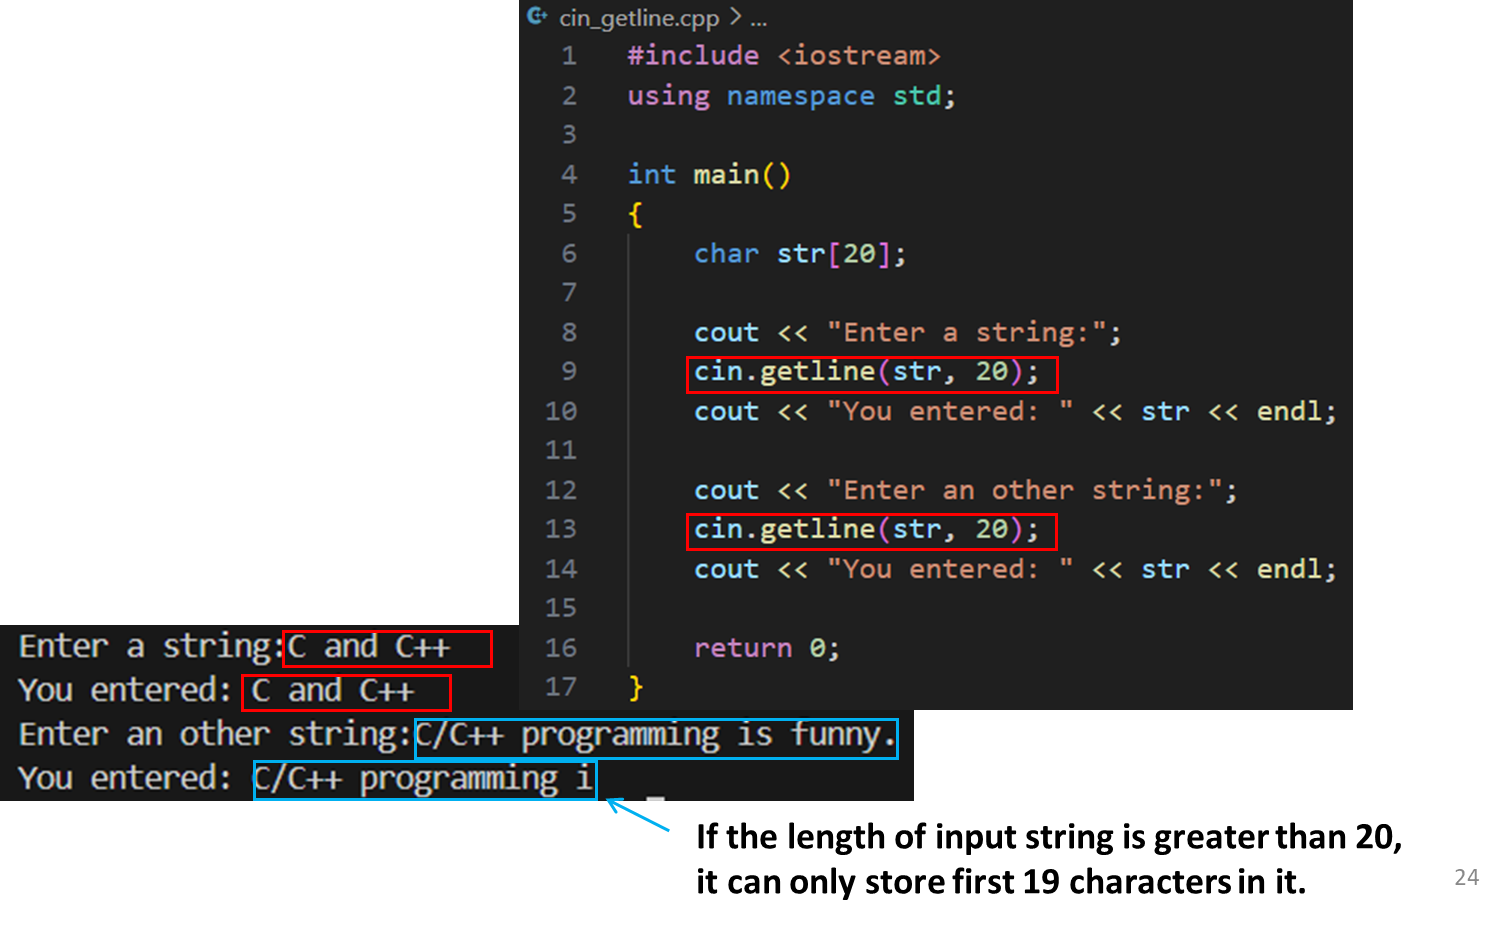 cin_getline.cpp > ...
1 #include <iostream>
2 using namespace std;
3
4 int main()
5 {
6 char str[20];
7
8 cout << "Enter a string:";
9 cin.getline(str, 20);
10 cout << "You entered: " << str << endl;
11
12 cout << "Enter an other string:";
13 cin.getline(str, 20);
14 cout << "You entered: " << str << endl;
15
16 return 0;
17 }
Enter a string:C and C++
You entered: C and C++
Enter an other string:C/C++ programming is funny.
You entered: C/C++ programming i
If the length of input string is greater than 20,
it can only store first 19 characters in it.
24